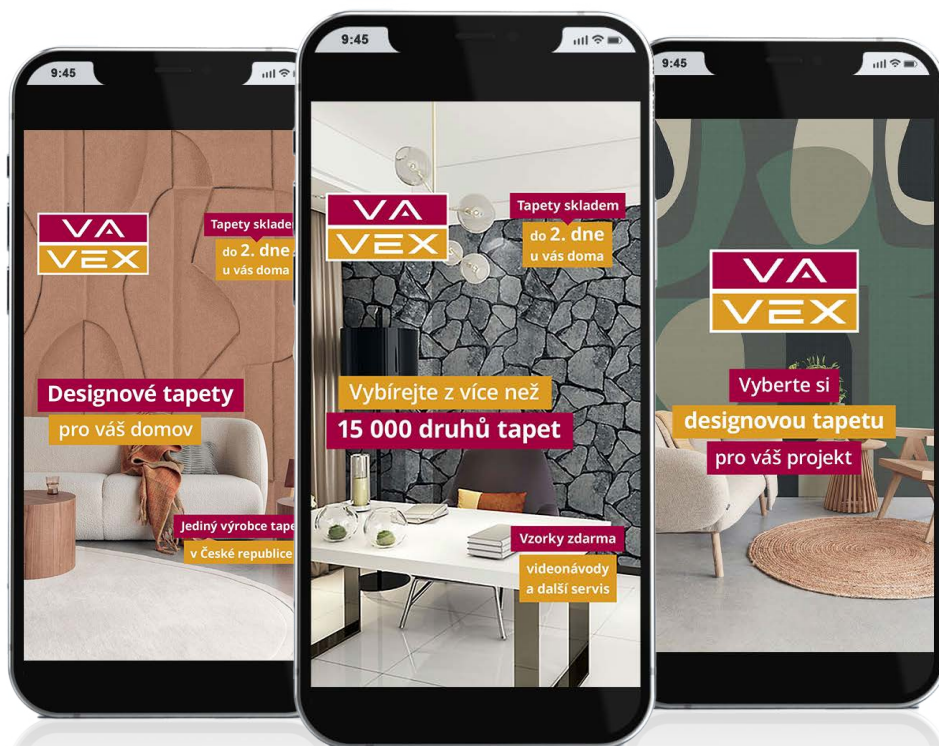 9:45
VA
VEX
Tapety sklade
do 2. dne
u vás doma
Designové tapety
pro váš domov
Jediný výrobce tape
v České republice
9:45
VA
VEX
Tapety skladem
do 2. dne
u vás doma
Vybírejte z více než
15 000 druhů tapet
Vzorky zdarma
videonávody
a další servis
9:45
VA
VEX
Vyberte si
designovou tapetu
pro váš projekt